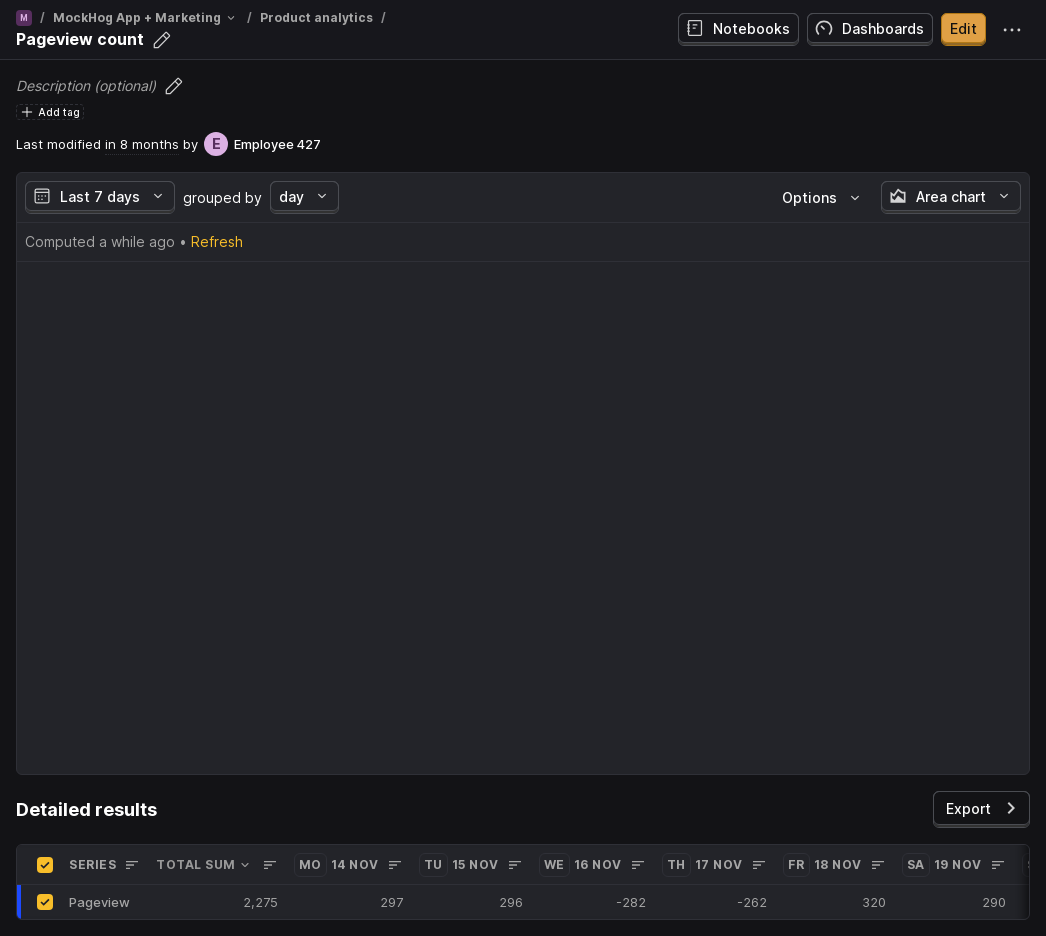 M / MockHog App + Marketing / Product analytics /
Pageview count
Notebooks
Dashboards
Edit
Description (optional)
Add tag
Last modified in 8 months by E Employee 427
Last 7 days grouped by day
Options
Area chart
Computed a while ago • Refresh
Detailed results
Export
SERIES TOTAL SUM MO 14 NOV TU 15 NOV WE 16 NOV TH 17 NOV FR 18 NOV SA 19 NOV
Pageview 2,275 297 296 -282 -262 320 290